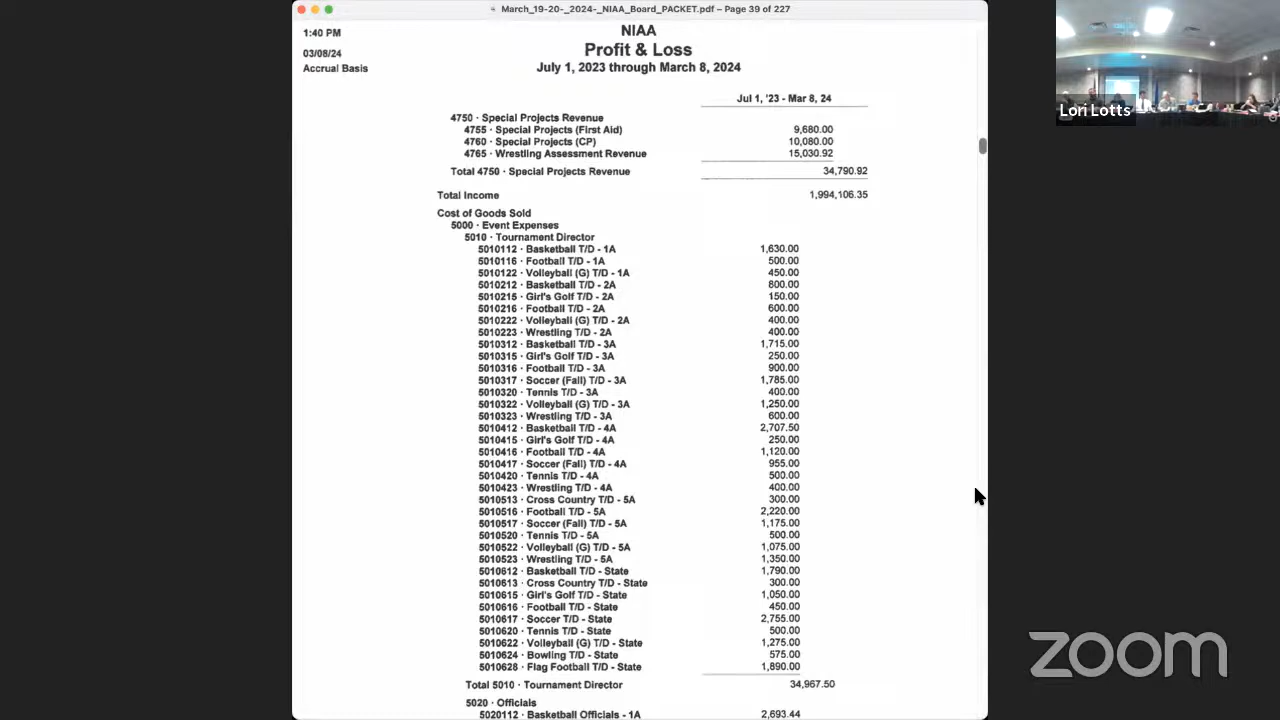 March_19-20-_2024-_NIAA_Board_PACKET.pdf – Page 39 of 227
1:40 PM
NIAA
03/08/24
Profit & Loss
Accrual Basis
July 1, 2023 through March 8, 2024
Jul 1, '23 - Mar 8, 24
4750 · Special Projects Revenue
4755 · Special Projects (First Aid) 9,680.00
4760 · Special Projects (CP) 10,080.00
4765 · Wrestling Assessment Revenue 15,030.92
Total 4750 · Special Projects Revenue 34,790.92
Total Income 1,994,106.35
Cost of Goods Sold
5000 · Event Expenses
5010 · Tournament Director
5010112 · Basketball T/D - 1A 1,630.00
5010116 · Football T/D - 1A 500.00
5010122 · Volleyball (G) T/D - 1A 450.00
5010212 · Basketball T/D - 2A 800.00
5010215 · Girl's Golf T/D - 2A 150.00
5010216 · Football T/D - 2A 600.00
5010222 · Volleyball (G) T/D - 2A 400.00
5010223 · Wrestling T/D - 2A 400.00
5010312 · Basketball T/D - 3A 1,715.00
5010315 · Girl's Golf T/D - 3A 250.00
5010316 · Football T/D - 3A 900.00
5010317 · Soccer (Fall) T/D - 3A 1,785.00
5010320 · Tennis T/D - 3A 400.00
5010322 · Volleyball (G) T/D - 3A 1,250.00
5010323 · Wrestling T/D - 3A 600.00
5010412 · Basketball T/D - 4A 2,707.50
5010415 · Girl's Golf T/D - 4A 250.00
5010416 · Football T/D - 4A 1,120.00
5010417 · Soccer (Fall) T/D - 4A 955.00
5010420 · Tennis T/D - 4A 500.00
5010423 · Wrestling T/D - 4A 400.00
5010513 · Cross Country T/D - 5A 300.00
5010516 · Football T/D - 5A 2,220.00
5010517 · Soccer (Fall) T/D - 5A 1,175.00
5010520 · Tennis T/D - 5A 500.00
5010522 · Volleyball (G) T/D - 5A 1,075.00
5010523 · Wrestling T/D - 5A 1,350.00
5010612 · Basketball T/D - State 1,790.00
5010613 · Cross Country T/D - State 300.00
5010615 · Girl's Golf T/D - State 1,050.00
5010616 · Football T/D - State 450.00
5010617 · Soccer T/D - State 2,755.00
5010620 · Tennis T/D - State 500.00
5010622 · Volleyball (G) T/D - State 1,275.00
5010624 · Bowling T/D - State 575.00
5010628 · Flag Football T/D - State 1,890.00
Total 5010 · Tournament Director 34,967.50
5020 · Officials
5020112 · Basketball Officials - 1A 2,693.44
Lori Lotts
zoom